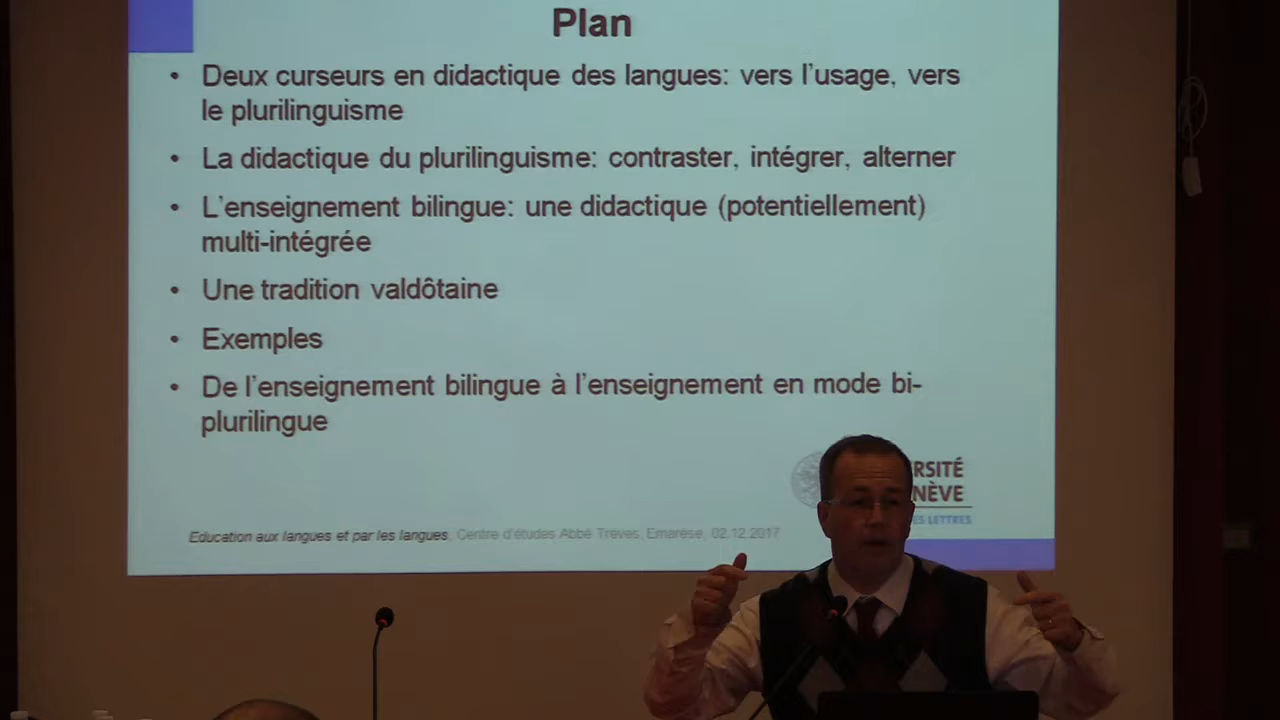 Plan
• Deux curseurs en didactique des langues: vers l'usage, vers
le plurilinguisme
• La didactique du plurilinguisme: contraster, intégrer, alterner
• L'enseignement bilingue: une didactique (potentiellement)
multi-intégrée
• Une tradition valdôtaine
• Exemples
• De l'enseignement bilingue à l'enseignement en mode bi-
plurilingue
RSITÉ
NÈVE
ES LETTRES
Education aux langues et par les langues, Centre d'études Abbé Trèves, Emarèse, 02.12.2017